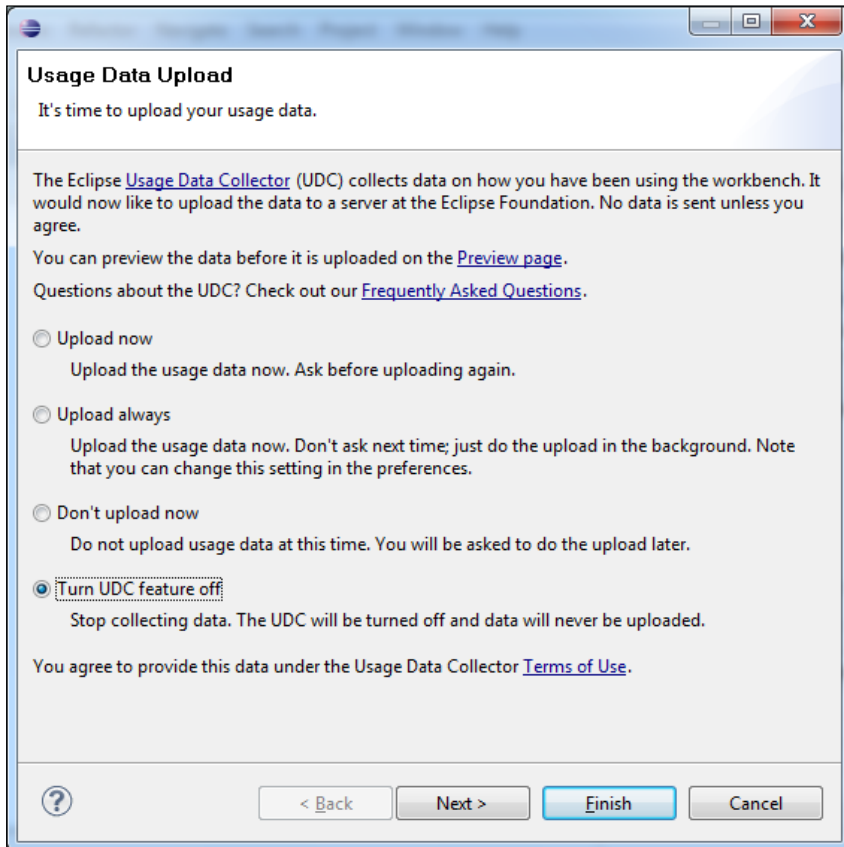 Usage Data Upload
It's time to upload your usage data.
The Eclipse Usage Data Collector (UDC) collects data on how you have been using the workbench. It
would now like to upload the data to a server at the Eclipse Foundation. No data is sent unless you
agree.
You can preview the data before it is uploaded on the Preview page.
Questions about the UDC? Check out our Frequently Asked Questions.
Upload now
Upload the usage data now. Ask before uploading again.
Upload always
Upload the usage data now. Don't ask next time; just do the upload in the background. Note
that you can change this setting in the preferences.
Don't upload now
Do not upload usage data at this time. You will be asked to do the upload later.
Turn UDC feature off
Stop collecting data. The UDC will be turned off and data will never be uploaded.
You agree to provide this data under the Usage Data Collector Terms of Use.
? < Back Next > Finish Cancel